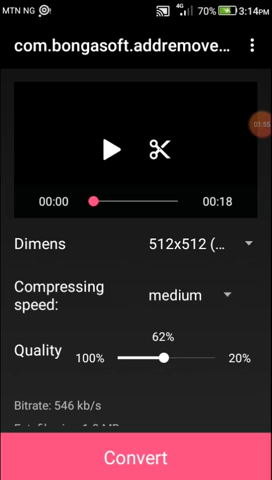 MTN NG 4G 70% 3:14PM
com.bongasoft.addremove...
01:55
00:00 00:18
Dimens 512x512 (...
Compressing speed: medium
62%
Quality 100% 20%
Bitrate: 546 kb/s
Convert